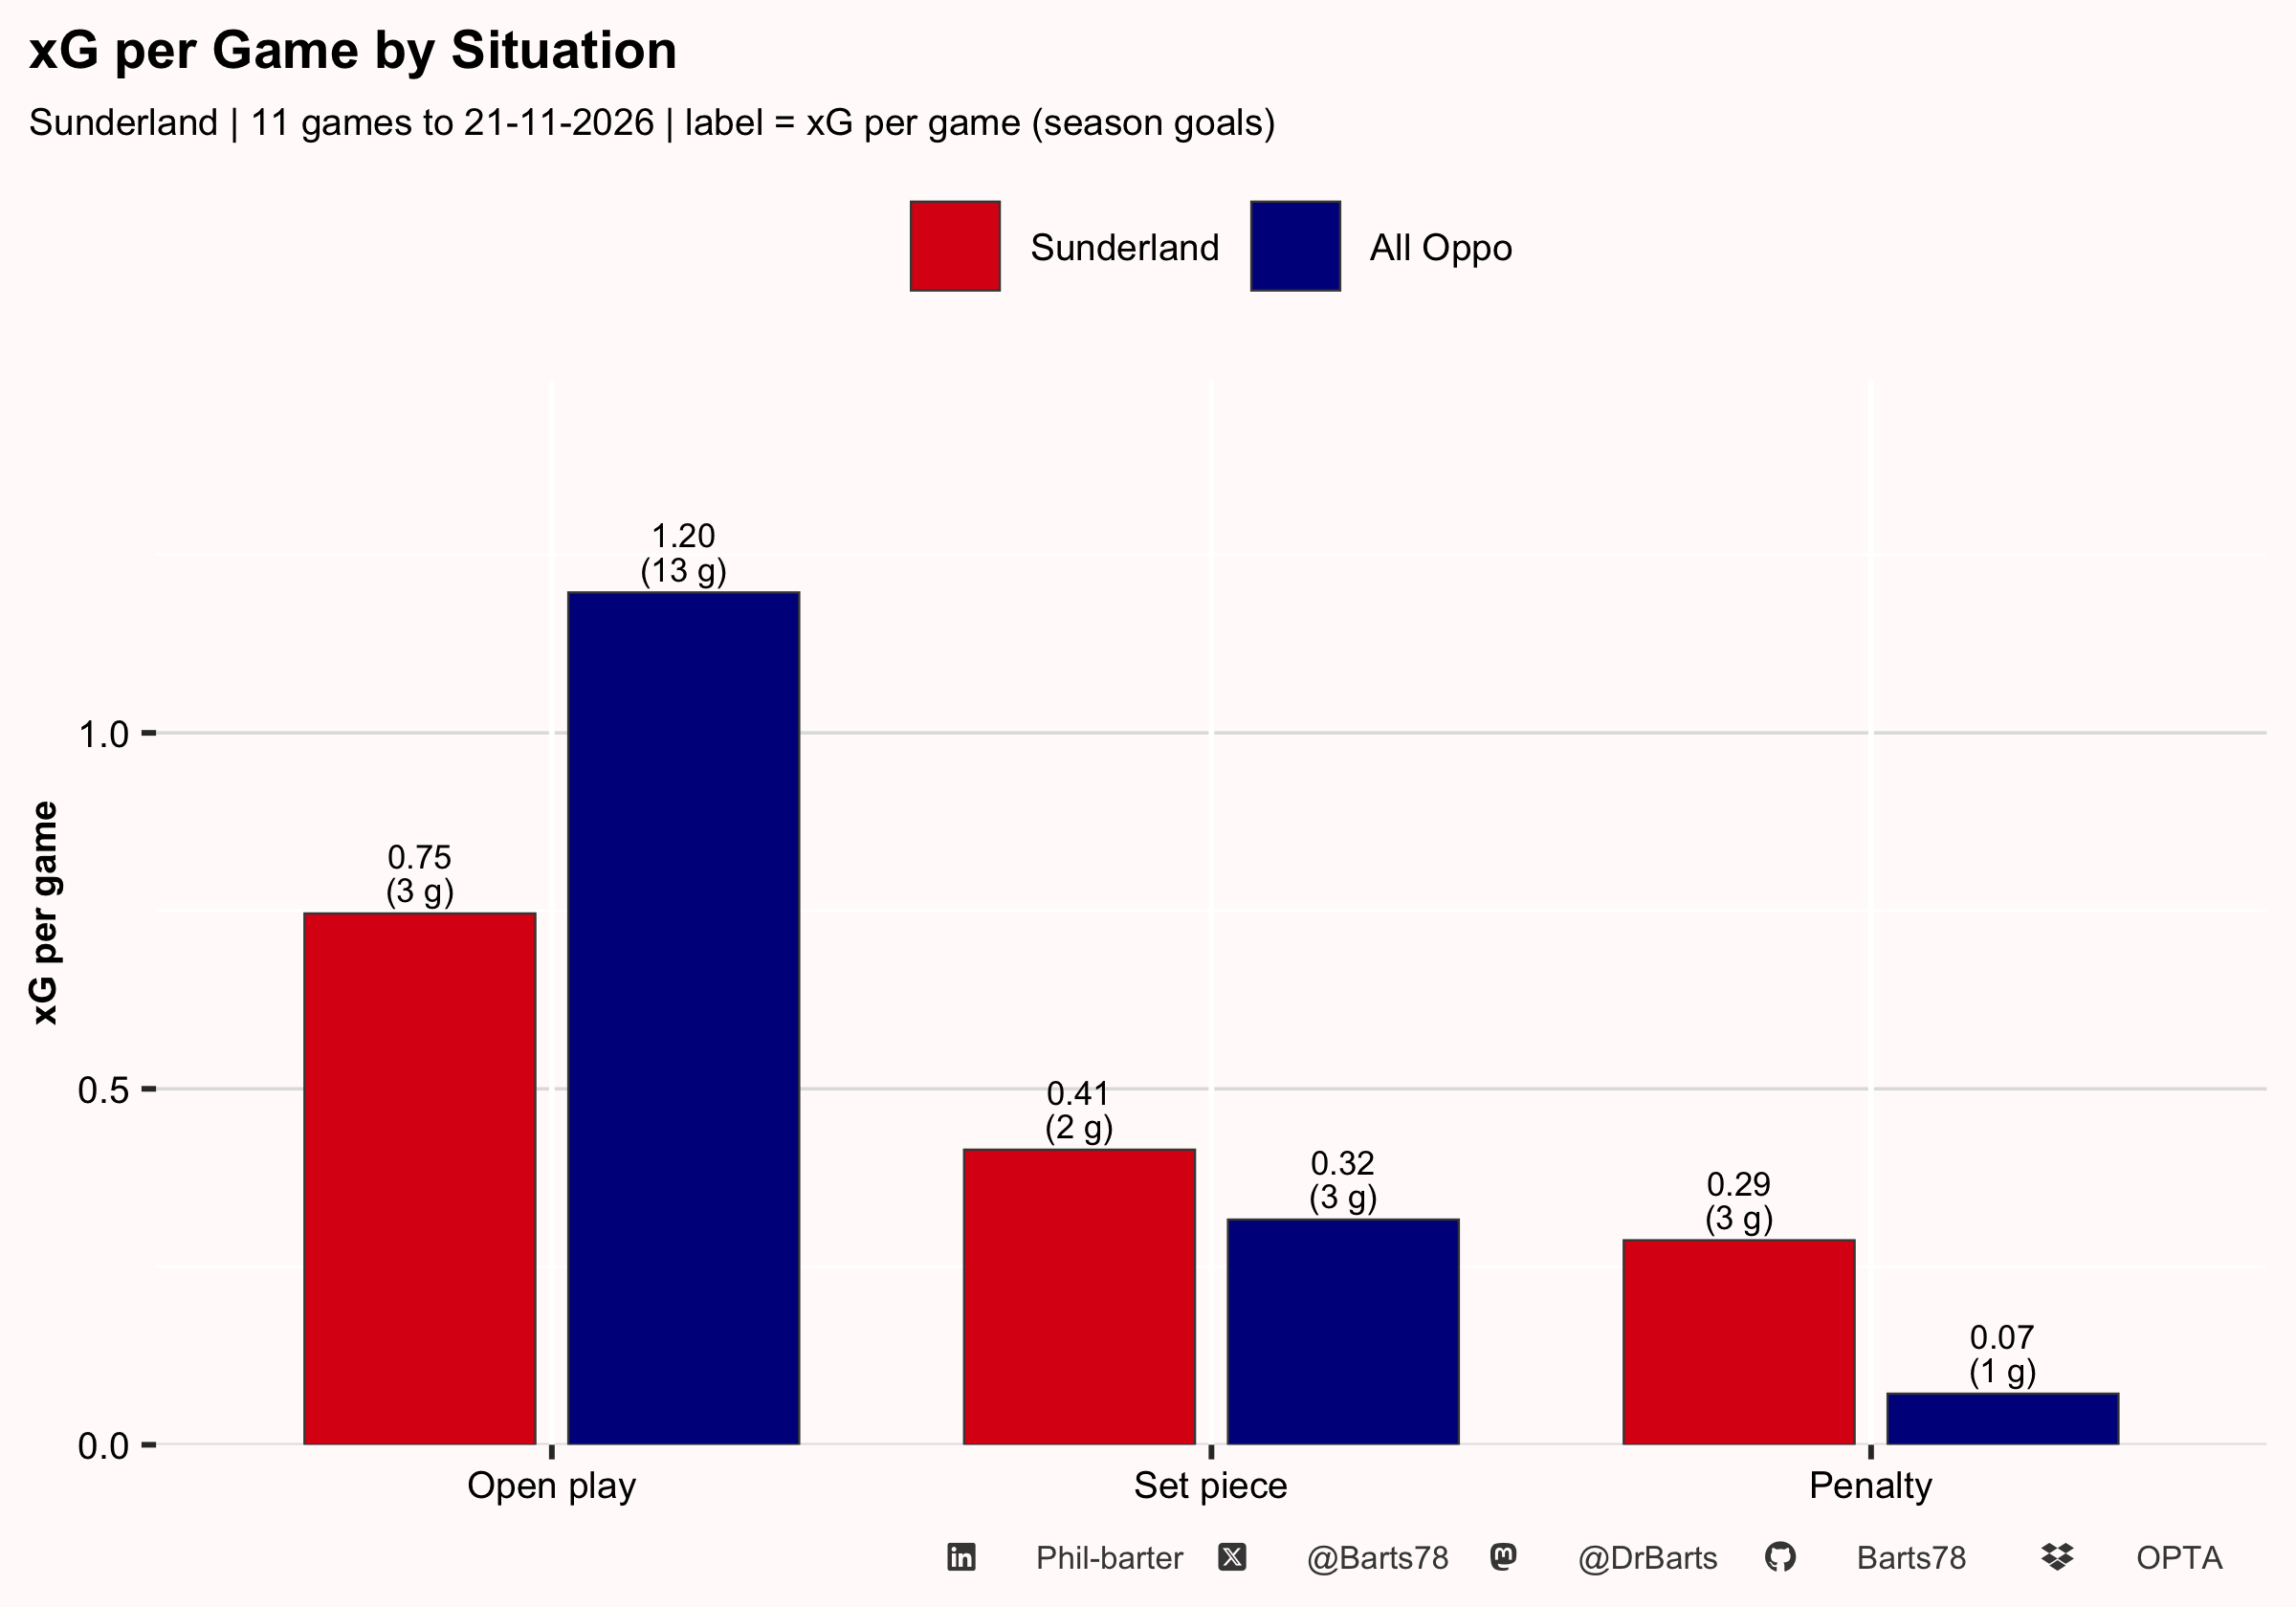 xG per Game by Situation
Sunderland | 11 games to 21-11-2026 | label = xG per game (season goals)
Sunderland
All Oppo
xG per game
1.0
0.5
0.0
0.75
(3 g)
1.20
(13 g)
0.41
(2 g)
0.32
(3 g)
0.29
(3 g)
0.07
(1 g)
Open play
Set piece
Penalty
Phil-barter @Barts78 @DrBarts Barts78 OPTA